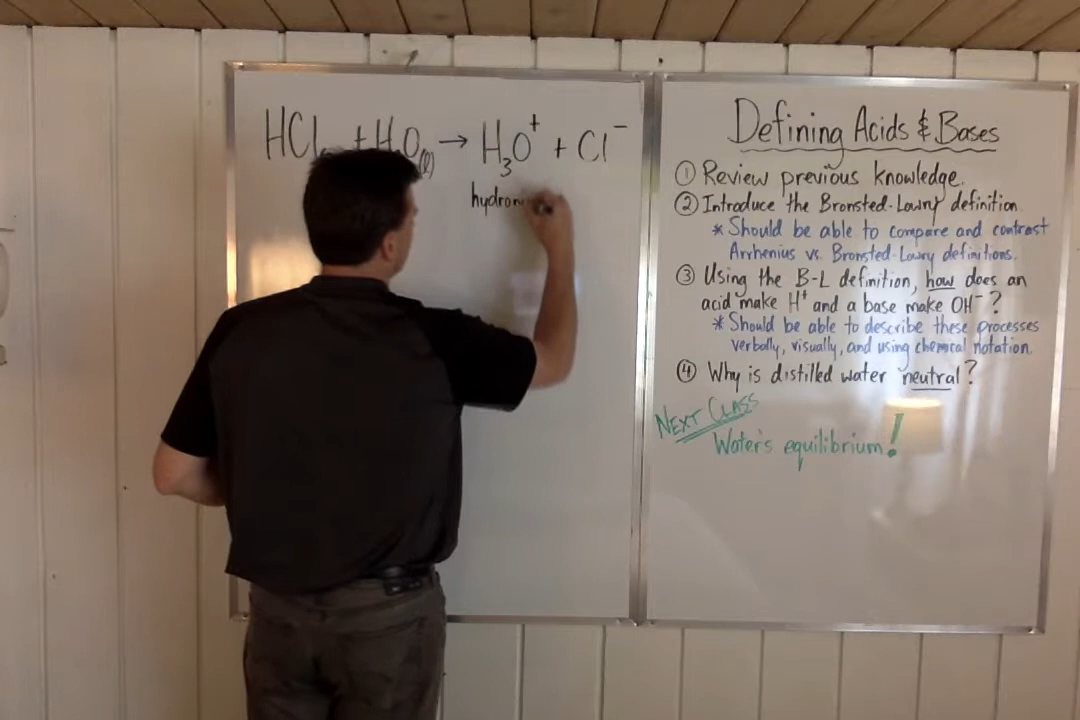 HCl + H₂O(l) → H₃O⁺ + Cl⁻
hydron
Defining Acids & Bases
① Review previous knowledge.
② Introduce the Bronsted-Lowry definition.
* Should be able to compare and contrast
Arrhenius vs. Bronsted-Lowry definitions.
③ Using the B-L definition, how does an
acid make H⁺ and a base make OH⁻?
* Should be able to describe these processes
verbally, visually, and using chemical notation.
④ Why is distilled water neutral?
NEXT CLASS
Water's equilibrium!